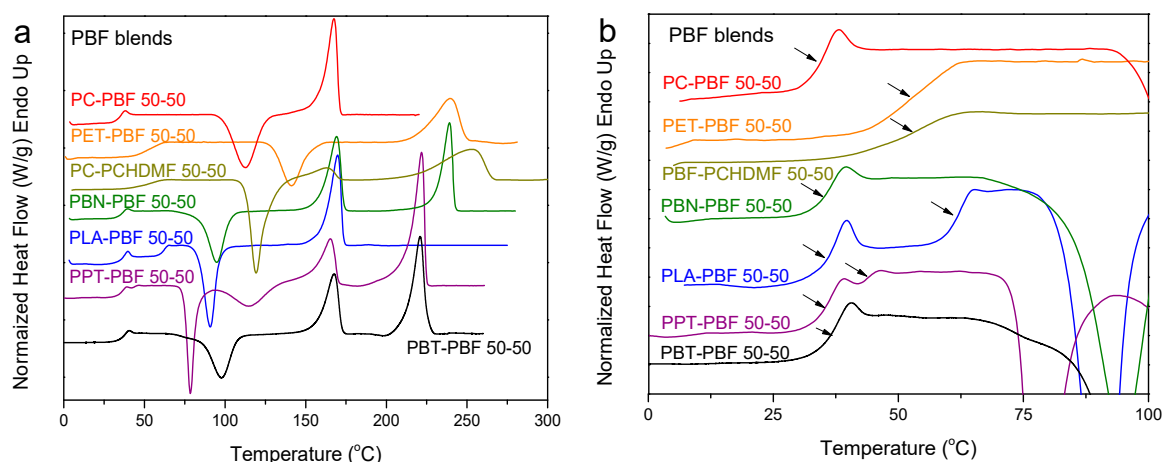 a
PBF blends
PC-PBF 50-50
PET-PBF 50-50
PC-PCHDMF 50-50
PBN-PBF 50-50
PLA-PBF 50-50
PPT-PBF 50-50
PBT-PBF 50-50
Normaized Heat Flow (W/g) Endo Up
0 50 100 150 200 250 300
Temperature (°C)
b
PBF blends
PC-PBF 50-50
PET-PBF 50-50
PBF-PCHDMF 50-50
PBN-PBF 50-50
PLA-PBF 50-50
PPT-PBF 50-50
PBT-PBF 50-50
Normalized Heat Flow (W/g) Endo Up
0 25 50 75 100
Temperature (°C)